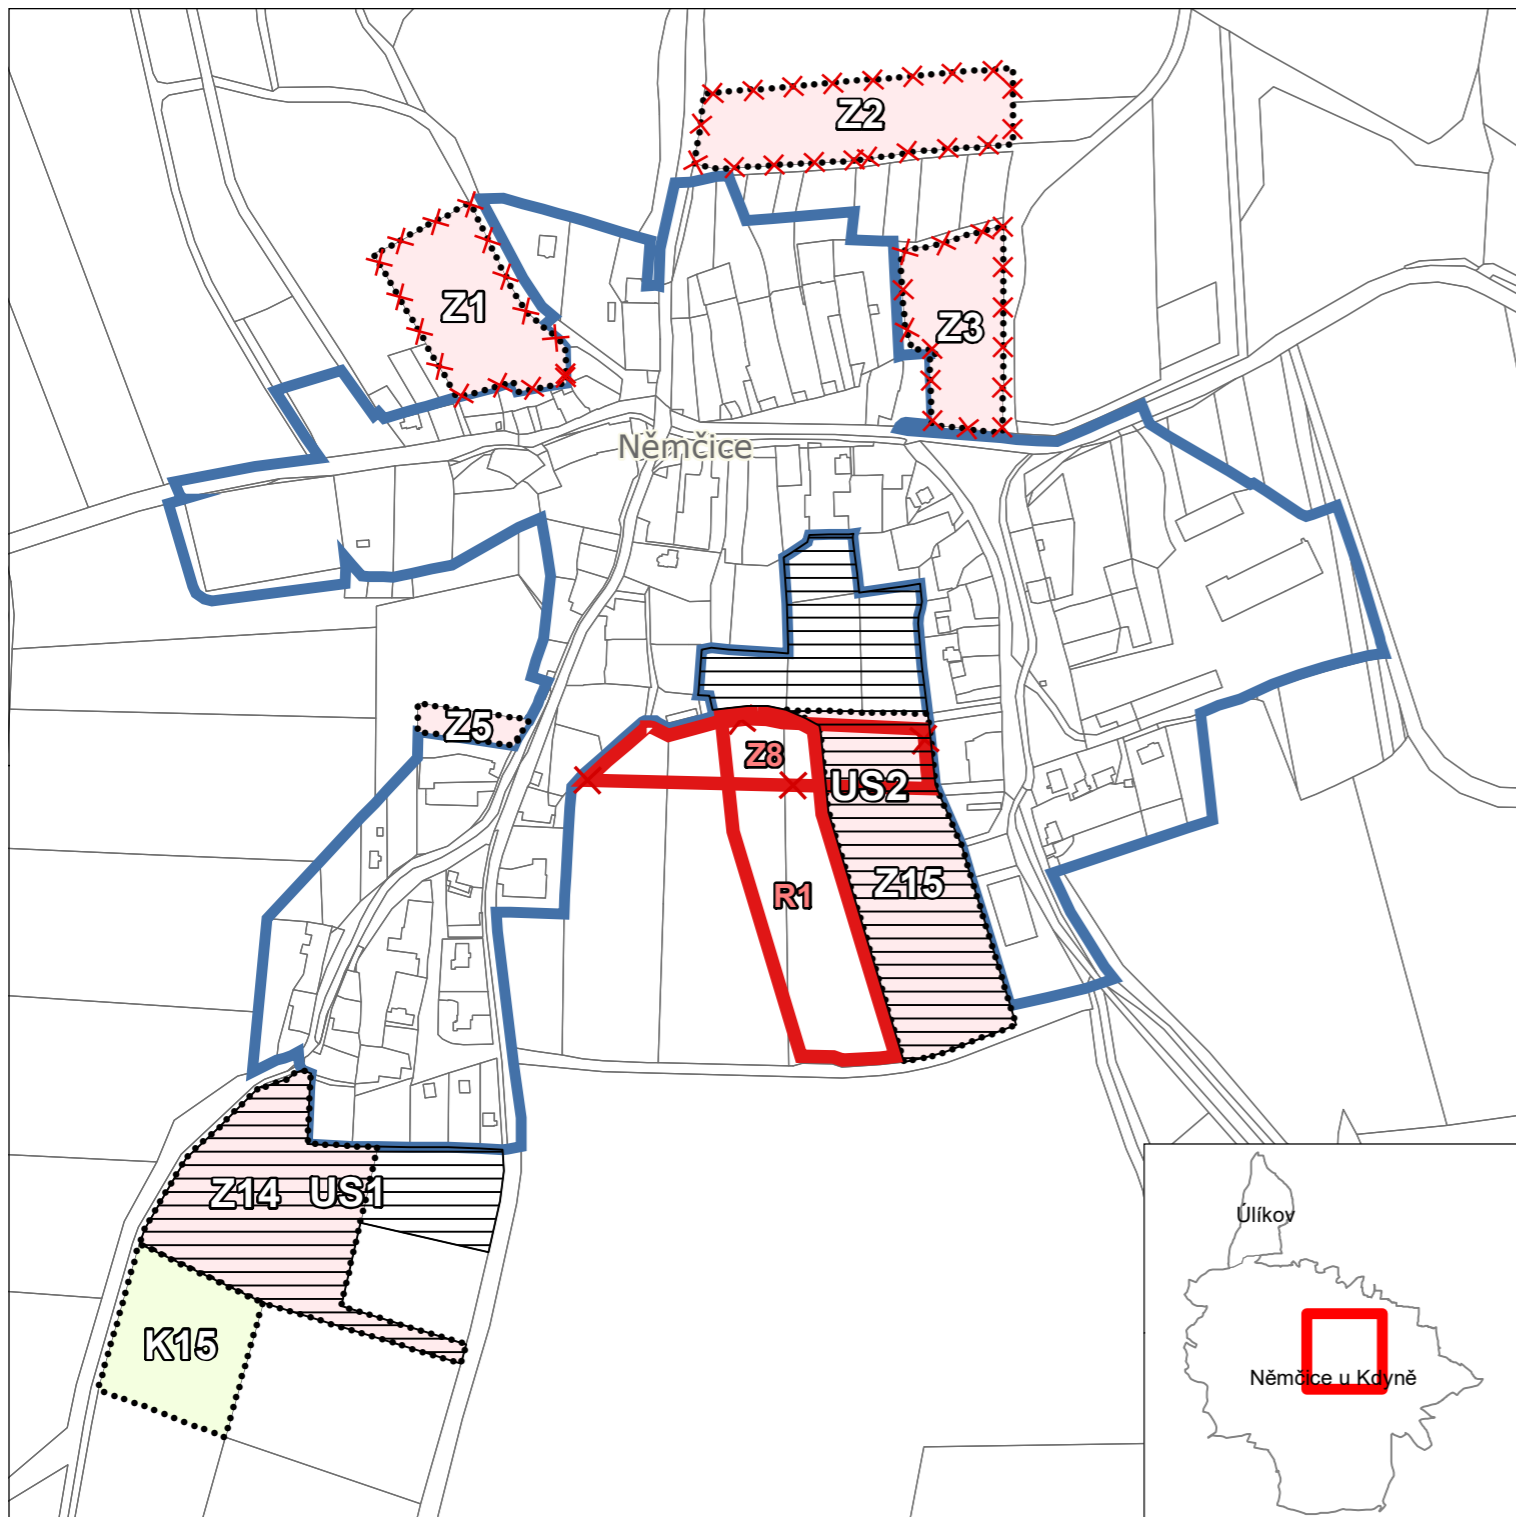 Z2
Z1
Z3
Němčice
Z5
Z8
US2
Z15
R1
Z14
US1
K15
Úlíkov
Němčice u Kdyně